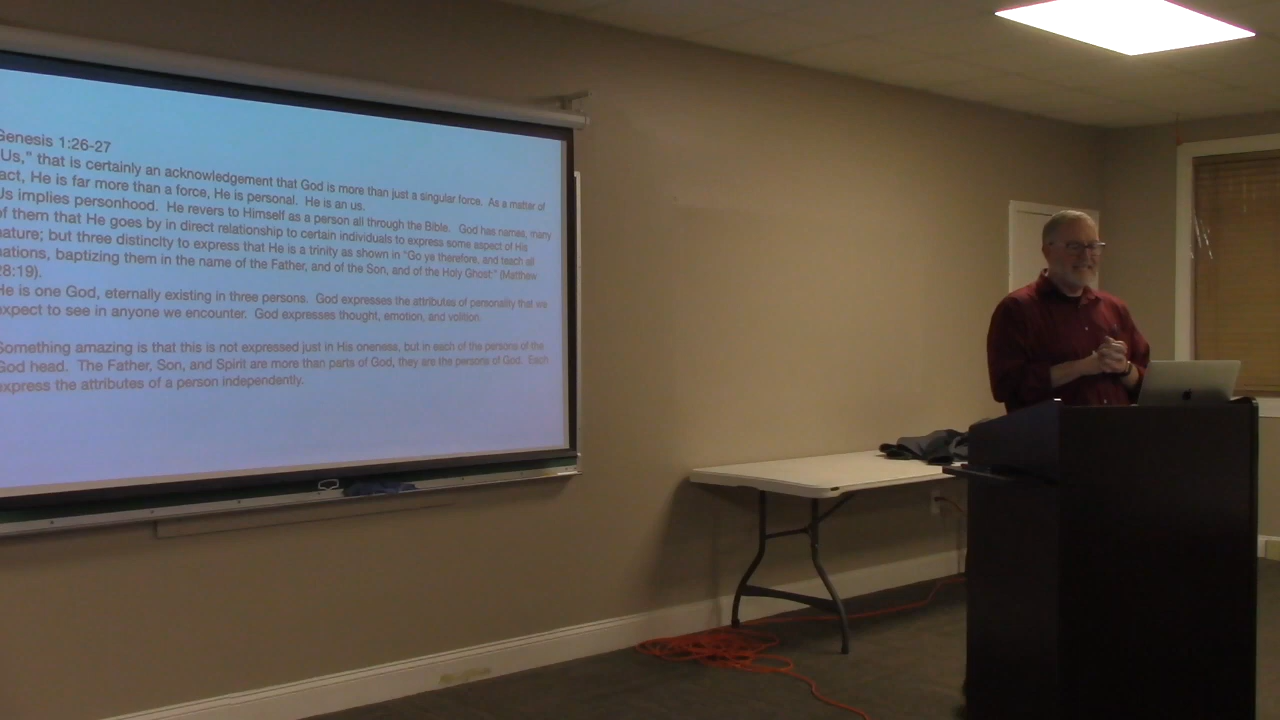 Genesis 1:26-27
Us," that is certainly an acknowledgement that God is more than just a singular force. As a matter of
act, He is far more than a force, He is personal. He is an us.
Us implies personhood. He revers to Himself as a person all through the Bible. God has names, many
of them that He goes by in direct relationship to certain individuals to express some aspect of His
nature; but three distinclty to express that He is a trinity as shown in "Go ye therefore, and teach all
nations, baptizing them in the name of the Father, and of the Son, and of the Holy Ghost:" (Matthew
28:19).
He is one God, eternally existing in three persons. God expresses the attributes of personality that we
expect to see in anyone we encounter. God expresses thought, emotion, and volition.
Something amazing is that this is not expressed just in His oneness, but in each of the persons of the
God head. The Father, Son, and Spirit are more than parts of God, they are the persons of God. Each
express the attributes of a person independently.